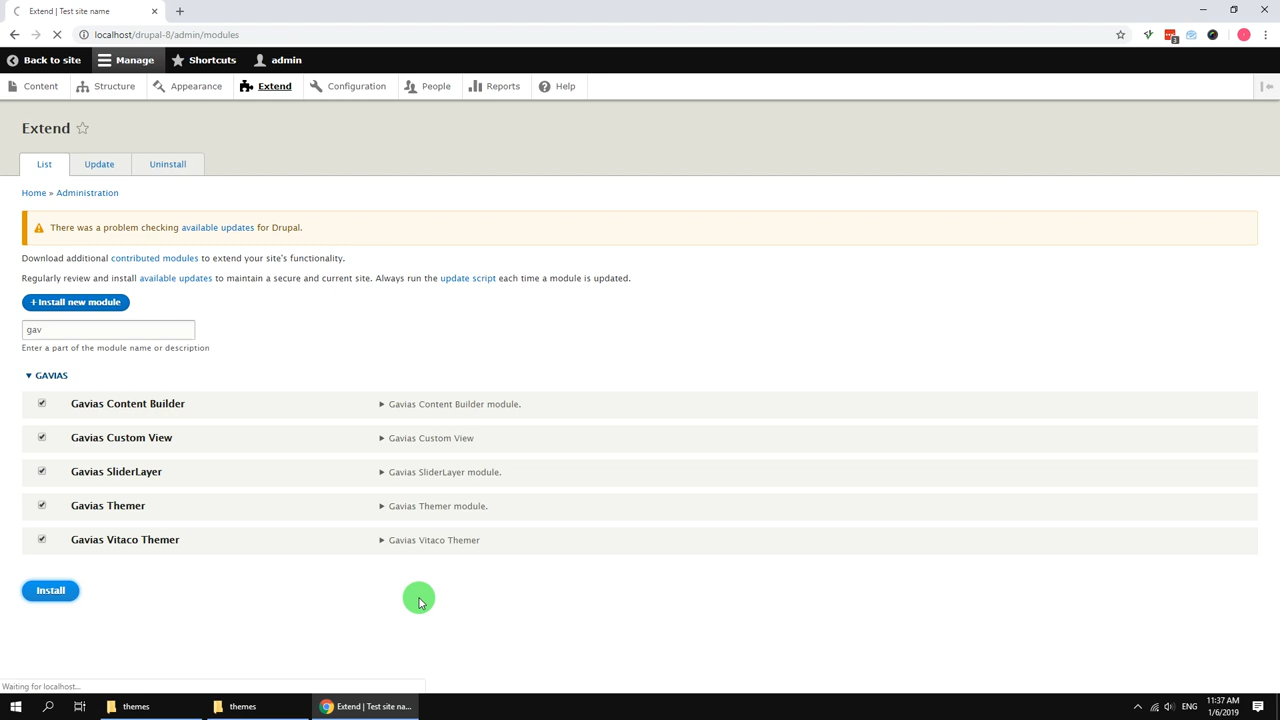 Extend | Test site name
localhost/drupal-8/admin/modules
3
Back to site Manage Shortcuts admin
Content Structure Appearance Extend Configuration People Reports Help
Extend
List Update Uninstall
Home » Administration
There was a problem checking available updates for Drupal.
Download additional contributed modules to extend your site's functionality.
Regularly review and install available updates to maintain a secure and current site. Always run the update script each time a module is updated.
+Install new module
gav
Enter a part of the module name or description
GAVIAS
Gavias Content Builder Gavias Content Builder module.
Gavias Custom View Gavias Custom View
Gavias SliderLayer Gavias SliderLayer module.
Gavias Themer Gavias Themer module.
Gavias Vitaco Themer Gavias Vitaco Themer
Install
Waiting for localhost...
themes themes Extend | Test site na... ENG 11:37 AM
1/6/2019